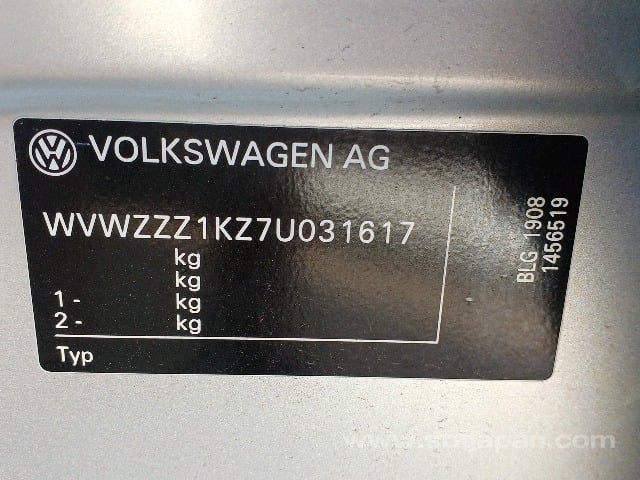 VOLKSWAGEN AG
WVWZZZ1KZ7U031617
kg
kg
1- kg
2- kg
Typ
BLG 1908
1456519